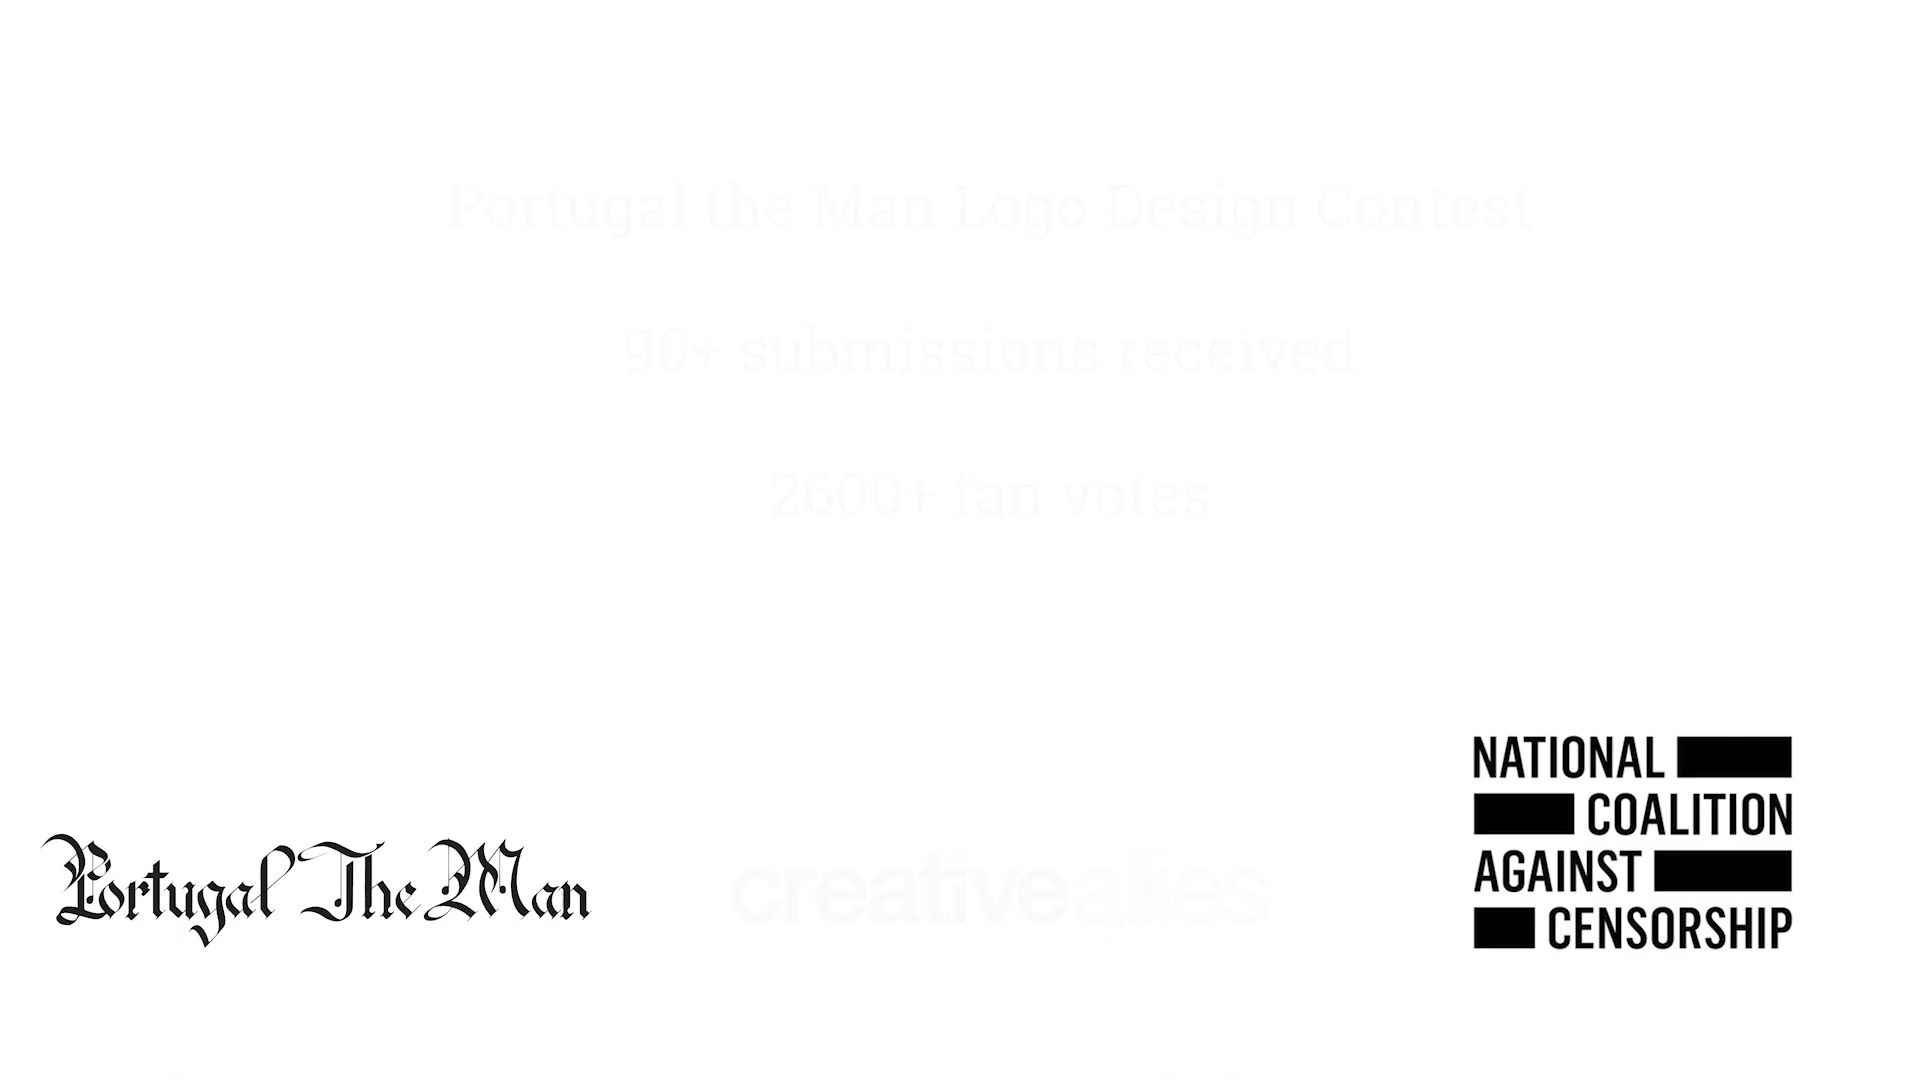 Portugal the Man Logo Design Contest
90+ submissions received
2600+ fan votes
Portugal The Man
creativeallies
NATIONAL
COALITION
AGAINST
CENSORSHIP